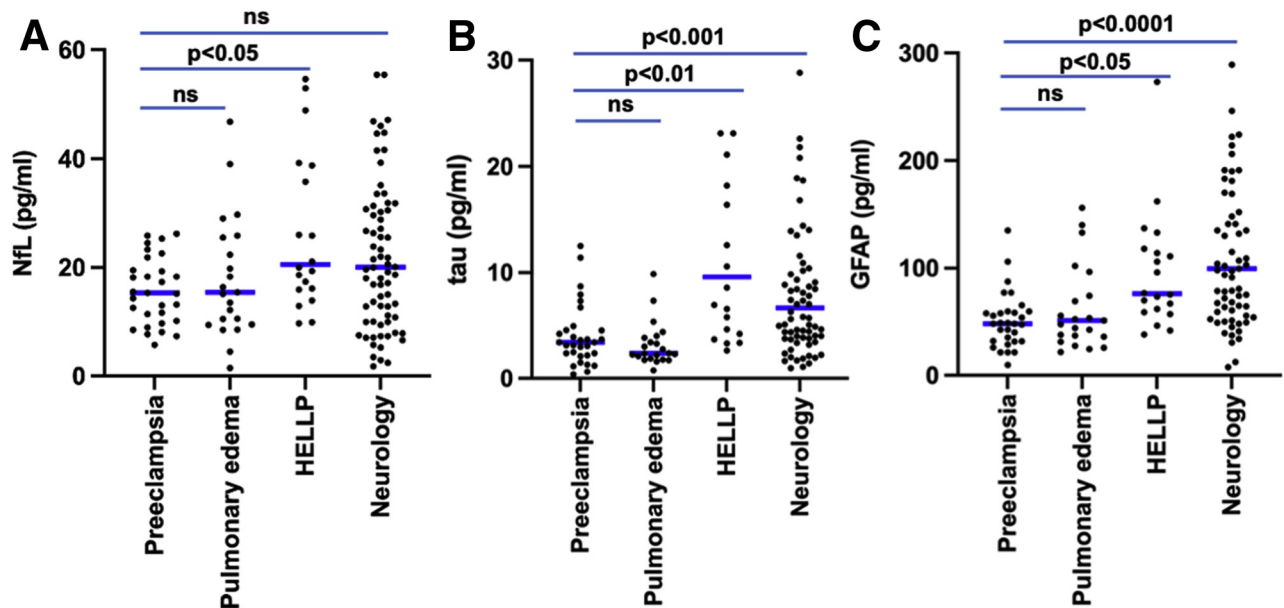 A
ns
p<0.05
ns
NfL (pg/ml)
60
40
20
0
Preeclampsia
Pulmonary edema
HELLP
Neurology
B
p<0.001
p<0.01
ns
tau (pg/ml)
30
20
10
0
Preeclampsia
Pulmonary edema
HELLP
Neurology
C
p<0.0001
p<0.05
ns
GFAP (pg/ml)
300
200
100
0
Preeclampsia
Pulmonary edema
HELLP
Neurology